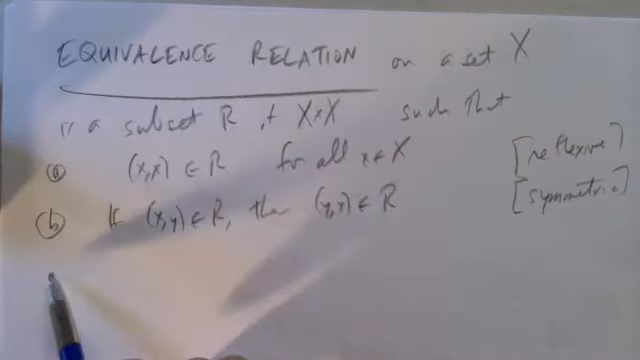 EQUIVALENCE RELATION on a set X
is a subset R of X×X such that
(a) (x,x) ∈ R for all x ∈ X [reflexive]
(b) If (x,y) ∈ R, then (y,x) ∈ R [symmetric]